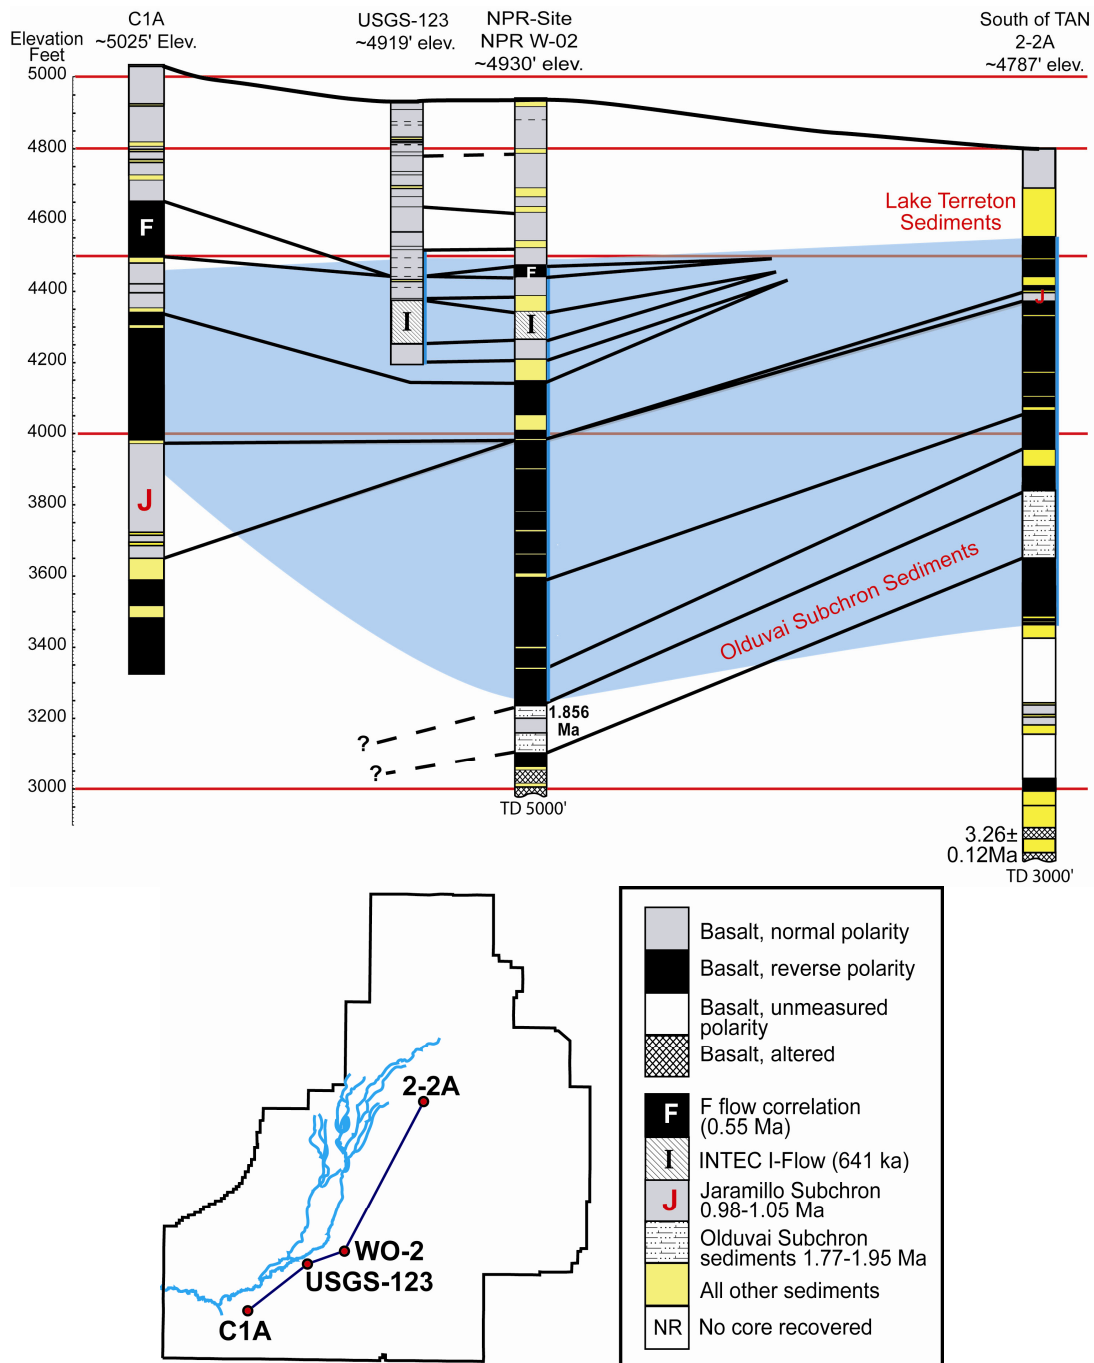 C1A
~5025' Elev.
USGS-123
~4919' elev.
NPR-Site
NPR W-02
~4930' elev.
South of TAN
2-2A
~4787' elev.
Elevation
Feet
5000
4800
4600
4400
4200
4000
3800
3600
3400
3200
3000
F
J
I
F
I
J
Lake Terreton
Sediments
Olduvai Subchron Sediments
1.856
Ma
?
?
TD 5000'
3.26±
0.12Ma
TD 3000'
2-2A
WO-2
USGS-123
C1A
Basalt, normal polarity
Basalt, reverse polarity
Basalt, unmeasured
polarity
Basalt, altered
F
F flow correlation
(0.55 Ma)
I
INTEC I-Flow (641 ka)
J
Jaramillo Subchron
0.98-1.05 Ma
Olduvai Subchron
sediments 1.77-1.95 Ma
All other sediments
NR
No core recovered